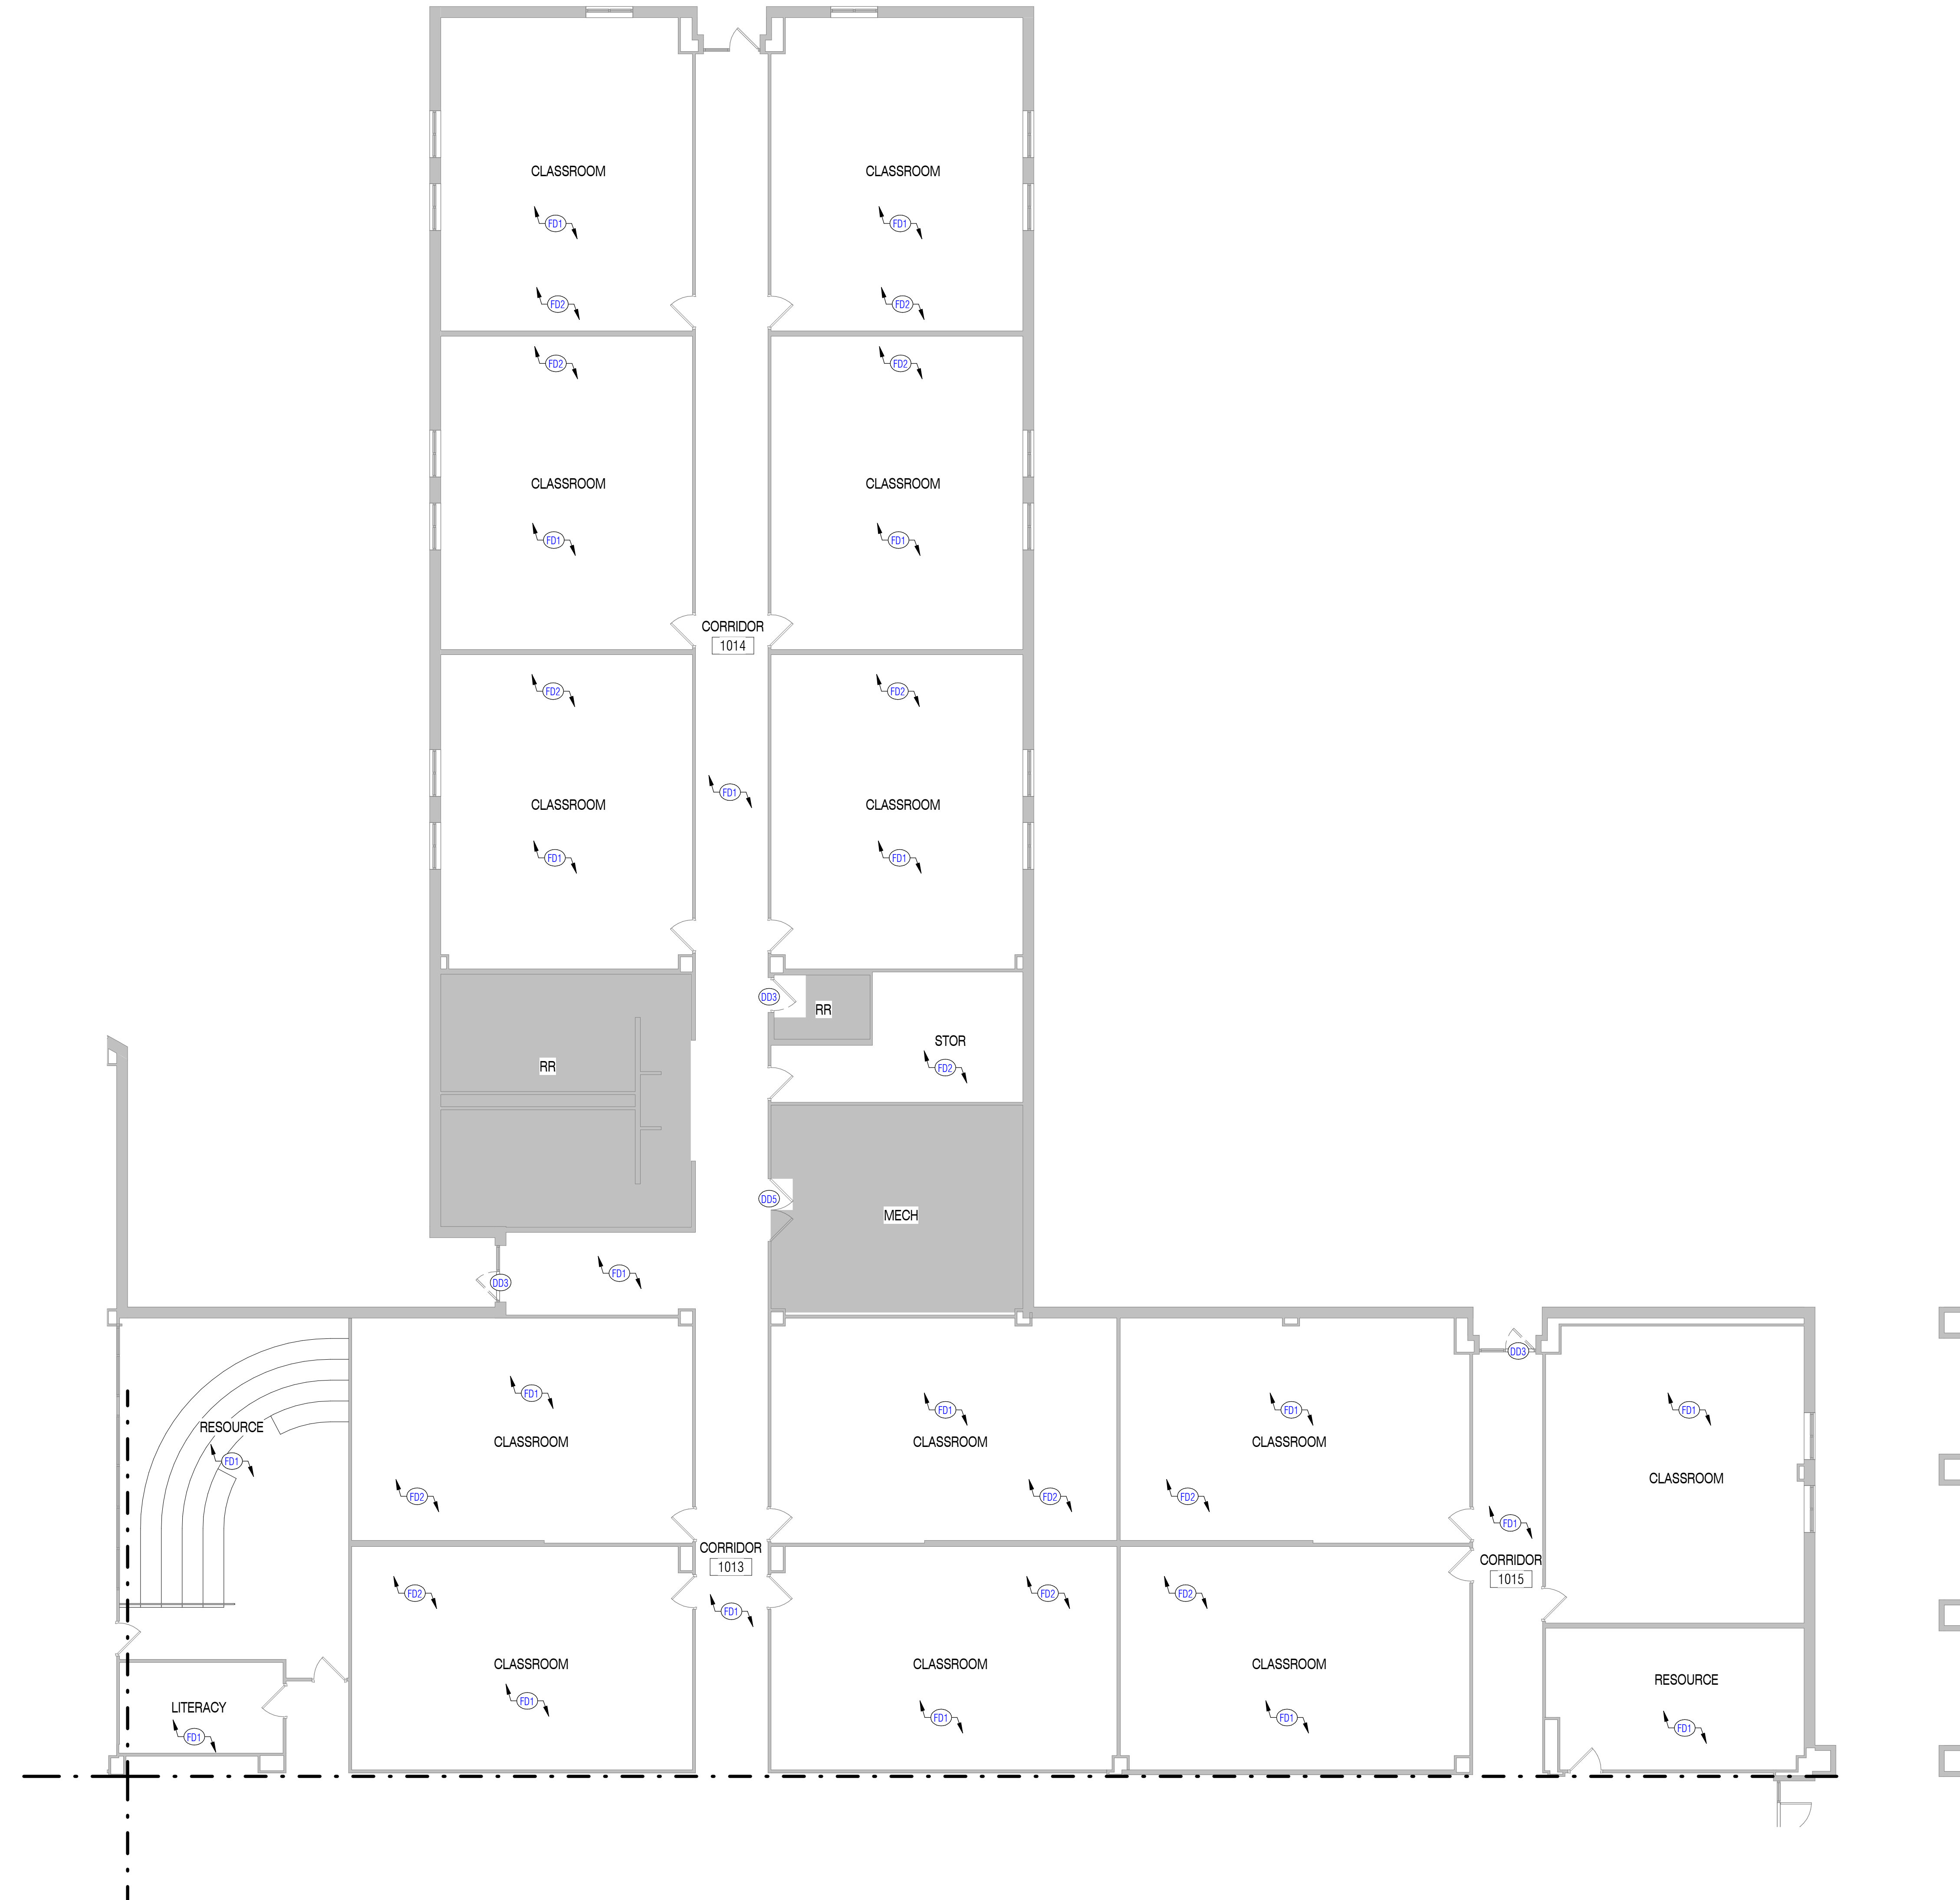 CLASSROOM CLASSROOM
FD1 FD1
FD2 FD2
FD2 FD2
CLASSROOM CLASSROOM
FD1 FD1
CORRIDOR
1014
FD2 FD2
FD1
CLASSROOM CLASSROOM
FD1 FD1
DD3
RR
STOR
RR
FD2
DD5
MECH
FD1
DD3
DD3
FD1
FD1 FD1 FD1
RESOURCE
CLASSROOM CLASSROOM CLASSROOM
FD1
CLASSROOM
FD2 FD2 FD2
FD1
CORRIDOR
1013
CORRIDOR
1015
FD2 FD2 FD2
FD1
CLASSROOM CLASSROOM CLASSROOM
RESOURCE
FD1
LITERACY
FD1 FD1
FD1
FD1